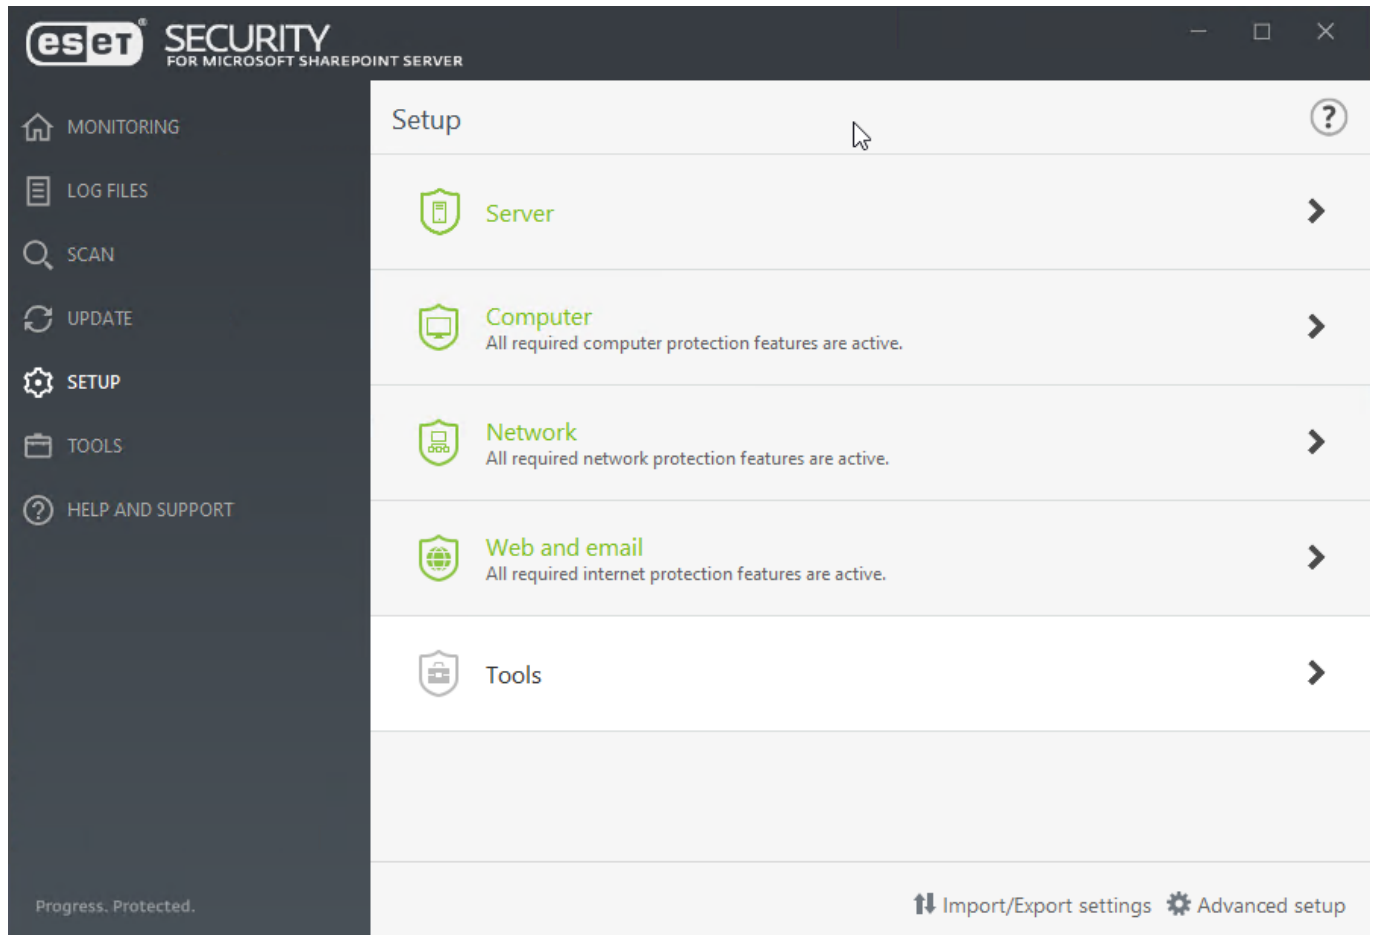 eset® SECURITY
FOR MICROSOFT SHAREPOINT SERVER
MONITORING
LOG FILES
SCAN
UPDATE
SETUP
TOOLS
HELP AND SUPPORT
Progress. Protected.
Setup
?
Server
Computer
All required computer protection features are active.
Network
All required network protection features are active.
Web and email
All required internet protection features are active.
Tools
Import/Export settings Advanced setup